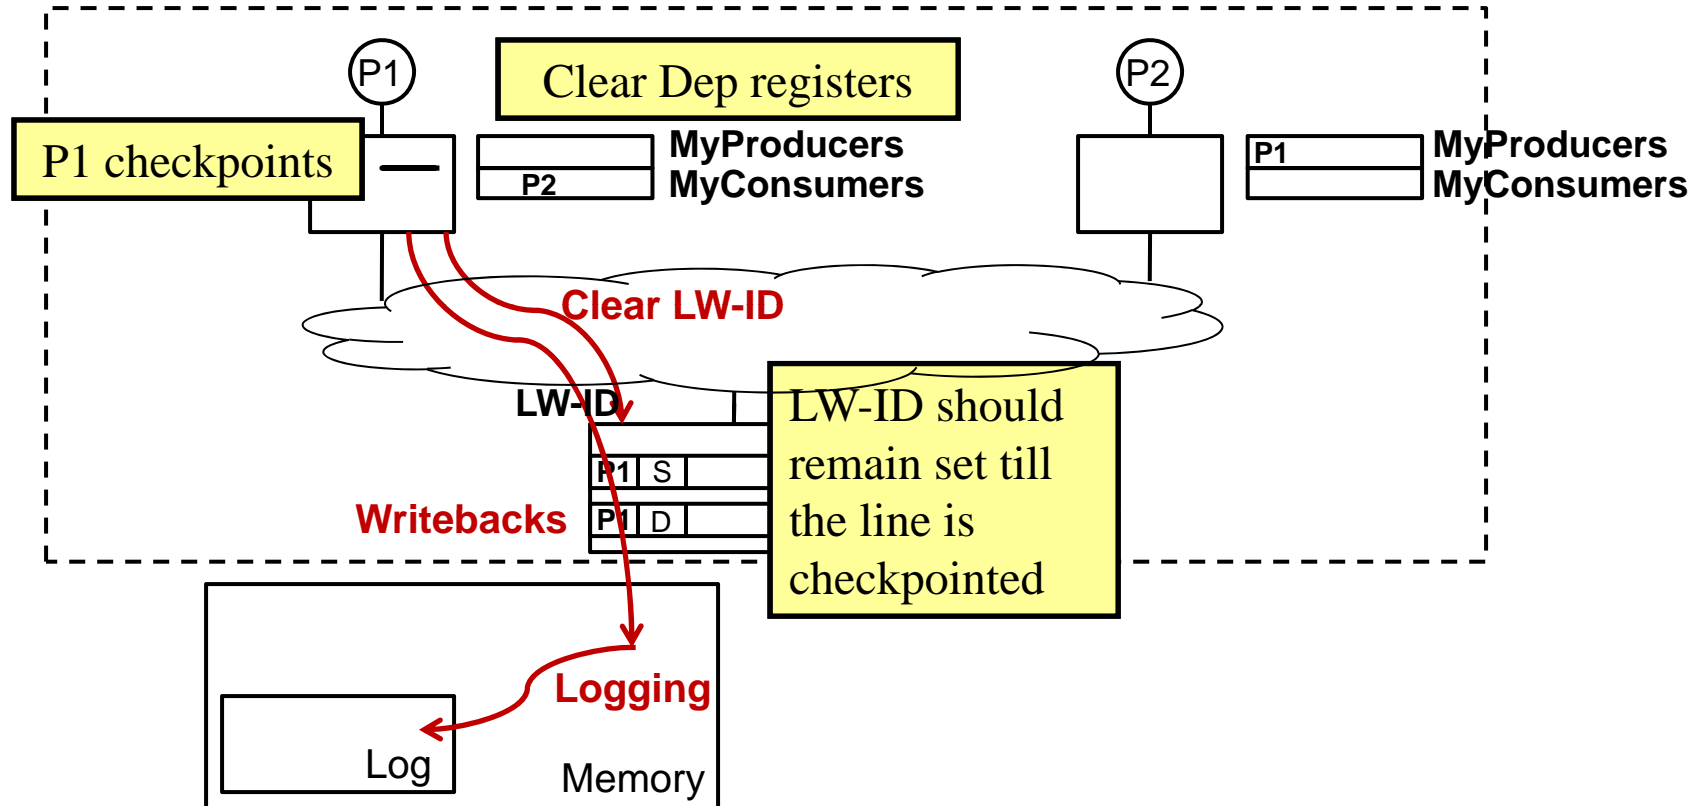 P1
Clear Dep registers
P2
P1 checkpoints
MyProducers
P2 MyConsumers
P1 MyProducers
MyConsumers
Clear LW-ID
LW-ID
LW-ID should
remain set till
the line is
checkpointed
P1 S
Writebacks P1 D
Logging
Log
Memory